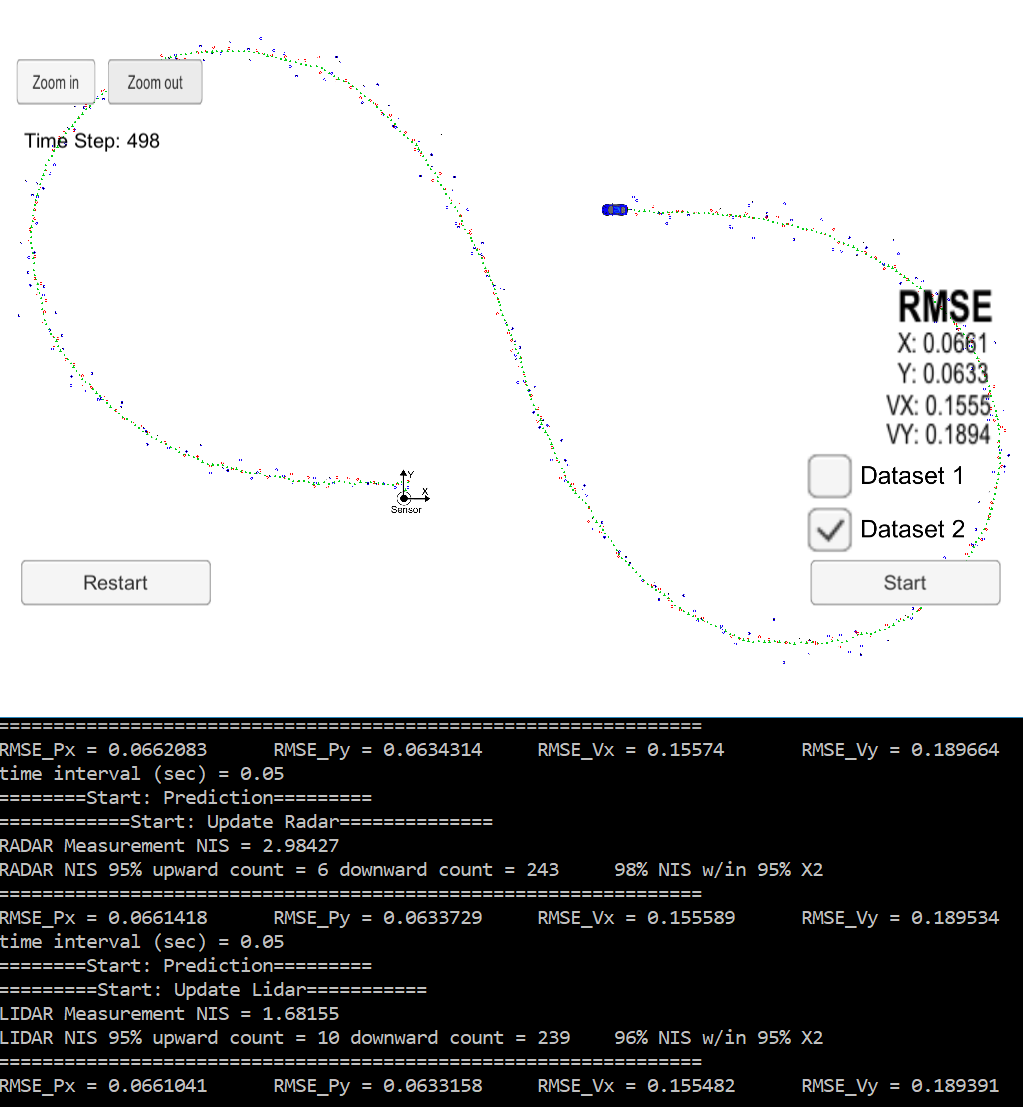 Zoom in
Zoom out
Time Step: 498
RMSE
X: 0.0661
Y: 0.0633
VX: 0.1555
VY: 0.1894
Y
X
Sensor
Dataset 1
Dataset 2
Restart
Start
=================================================================
RMSE_Px = 0.0662083      RMSE_Py = 0.0634314     RMSE_Vx = 0.15574       RMSE_Vy = 0.189664
time interval (sec) = 0.05
========Start: Prediction=========
============Start: Update Radar==============
RADAR Measurement NIS = 2.98427
RADAR NIS 95% upward count = 6 downward count = 243     98% NIS w/in 95% X2
=================================================================
RMSE_Px = 0.0661418      RMSE_Py = 0.0633729     RMSE_Vx = 0.155589      RMSE_Vy = 0.189534
time interval (sec) = 0.05
========Start: Prediction=========
=========Start: Update Lidar===========
LIDAR Measurement NIS = 1.68155
LIDAR NIS 95% upward count = 10 downward count = 239    96% NIS w/in 95% X2
=================================================================
RMSE_Px = 0.0661041      RMSE_Py = 0.0633158     RMSE_Vx = 0.155482      RMSE_Vy = 0.189391